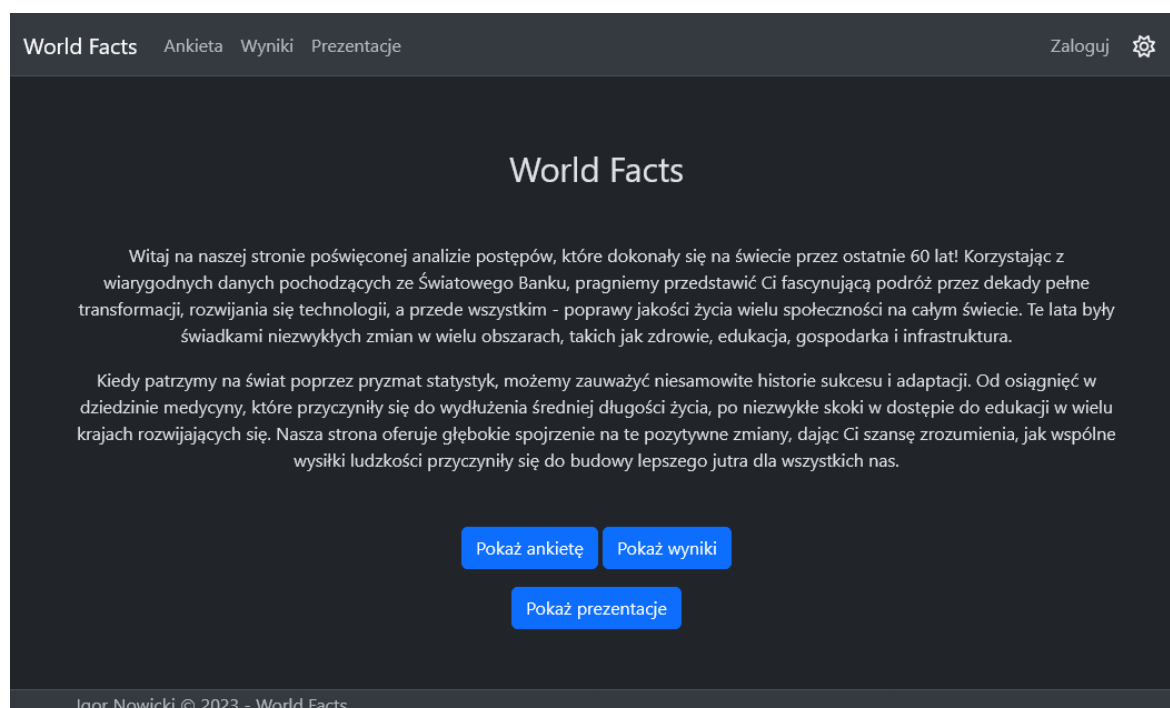 World Facts Ankieta Wyniki Prezentacje Zaloguj
World Facts
Witaj na naszej stronie poświęconej analizie postępów, które dokonały się na świecie przez ostatnie 60 lat! Korzystając z
wiarygodnych danych pochodzących ze Światowego Banku, pragniemy przedstawić Ci fascynującą podróż przez dekady pełne
transformacji, rozwijania się technologii, a przede wszystkim - poprawy jakości życia wielu społeczności na całym świecie. Te lata były
świadkami niezwykłych zmian w wielu obszarach, takich jak zdrowie, edukacja, gospodarka i infrastruktura.
Kiedy patrzymy na świat poprzez pryzmat statystyk, możemy zauważyć niesamowite historie sukcesu i adaptacji. Od osiągnięć w
dziedzinie medycyny, które przyczyniły się do wydłużenia średniej długości życia, po niezwykłe skoki w dostępie do edukacji w wielu
krajach rozwijających się. Nasza strona oferuje głębokie spojrzenie na te pozytywne zmiany, dając Ci szansę zrozumienia, jak wspólne
wysiłki ludzkości przyczyniły się do budowy lepszego jutra dla wszystkich nas.
Pokaż ankietę Pokaż wyniki
Pokaż prezentacje
Igor Nowicki © 2023 - World Facts